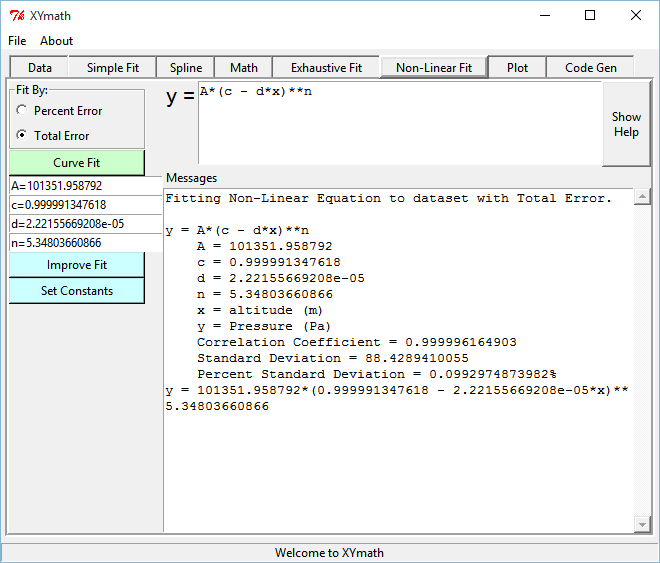 XYmath
File About
Data Simple Fit Spline Math Exhaustive Fit Non-Linear Fit Plot Code Gen
Fit By:
Percent Error
Total Error
Curve Fit
A=101351.958792
c=0.999991347618
d=2.22155669208e-05
n=5.34803660866
Improve Fit
Set Constants
y = A*(c - d*x)**n
Show
Help
Messages
Fitting Non-Linear Equation to dataset with Total Error.
y = A*(c - d*x)**n
A = 101351.958792
c = 0.999991347618
d = 2.22155669208e-05
n = 5.34803660866
x = altitude (m)
y = Pressure (Pa)
Correlation Coefficient = 0.999996164903
Standard Deviation = 88.4289410055
Percent Standard Deviation = 0.0992974873982%
y = 101351.958792*(0.999991347618 - 2.22155669208e-05*x)**
5.34803660866
Welcome to XYmath